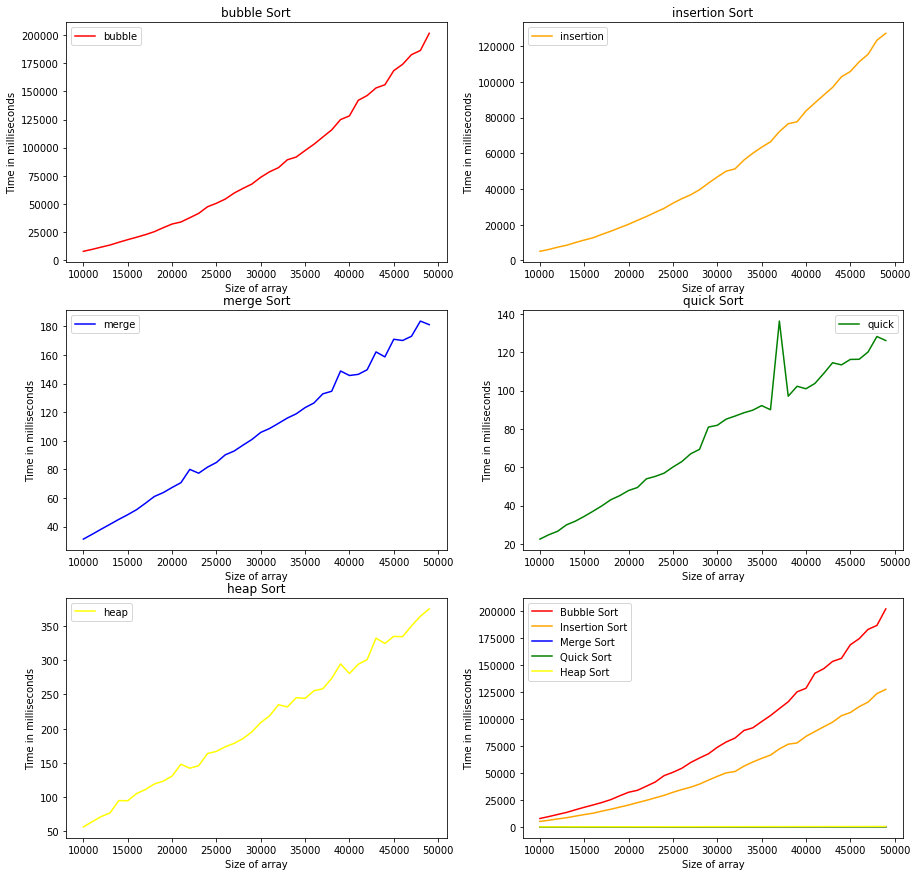 bubble Sort
bubble
Time in milliseconds
200000
175000
150000
125000
100000
75000
50000
25000
0
10000 15000 20000 25000 30000 35000 40000 45000 50000
Size of array
insertion Sort
insertion
Time in milliseconds
120000
100000
80000
60000
40000
20000
0
10000 15000 20000 25000 30000 35000 40000 45000 50000
Size of array
merge Sort
merge
Time in milliseconds
180
160
140
120
100
80
60
40
10000 15000 20000 25000 30000 35000 40000 45000 50000
Size of array
quick Sort
quick
Time in milliseconds
140
120
100
80
60
40
20
10000 15000 20000 25000 30000 35000 40000 45000 50000
Size of array
heap Sort
heap
Time in milliseconds
350
300
250
200
150
100
50
10000 15000 20000 25000 30000 35000 40000 45000 50000
Size of array
Bubble Sort
Insertion Sort
Merge Sort
Quick Sort
Heap Sort
Time in milliseconds
200000
175000
150000
125000
100000
75000
50000
25000
0
10000 15000 20000 25000 30000 35000 40000 45000 50000
Size of array